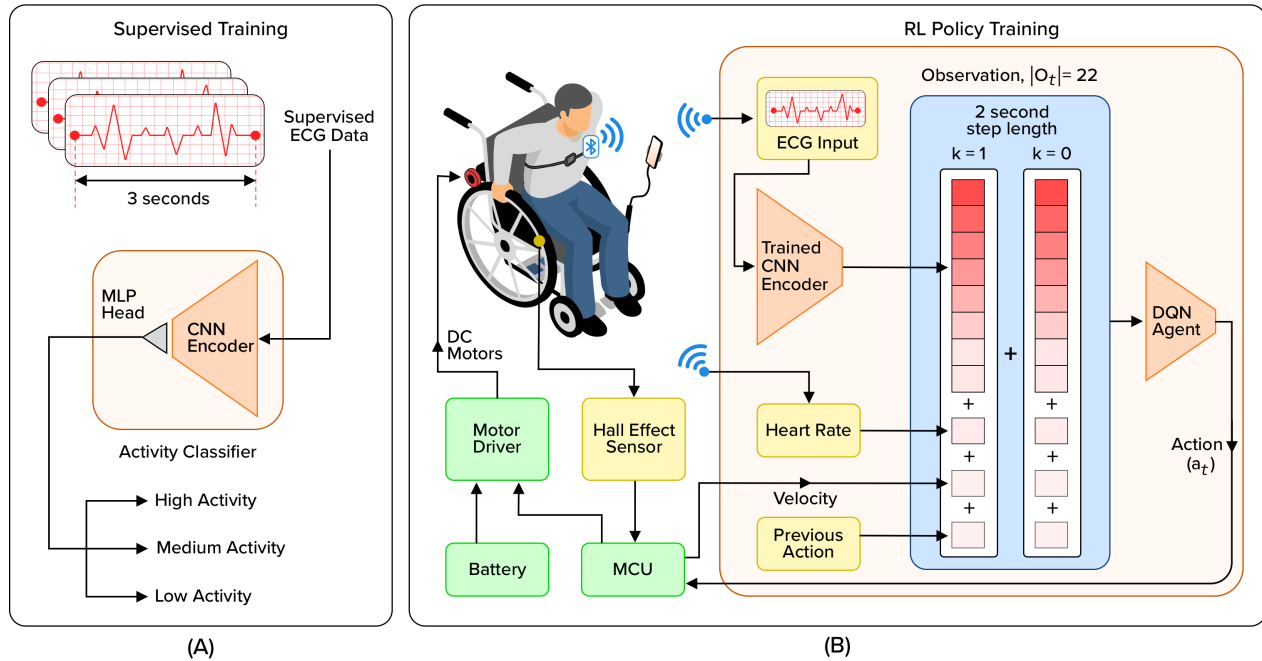 Supervised Training
Supervised
ECG Data
3 seconds
MLP
Head
CNN
Encoder
Activity Classifier
High Activity
Medium Activity
Low Activity
(A)
RL Policy Training
Observation, |Oₜ|= 22
2 second
step length
k = 1
k = 0
ECG Input
Trained
CNN
Encoder
DQN
Agent
+
DC
Motors
Motor
Driver
Hall Effect
Sensor
Heart Rate
+
+
Action
(aₜ)
+
+
Velocity
+
+
Previous
Action
Battery
MCU
(B)